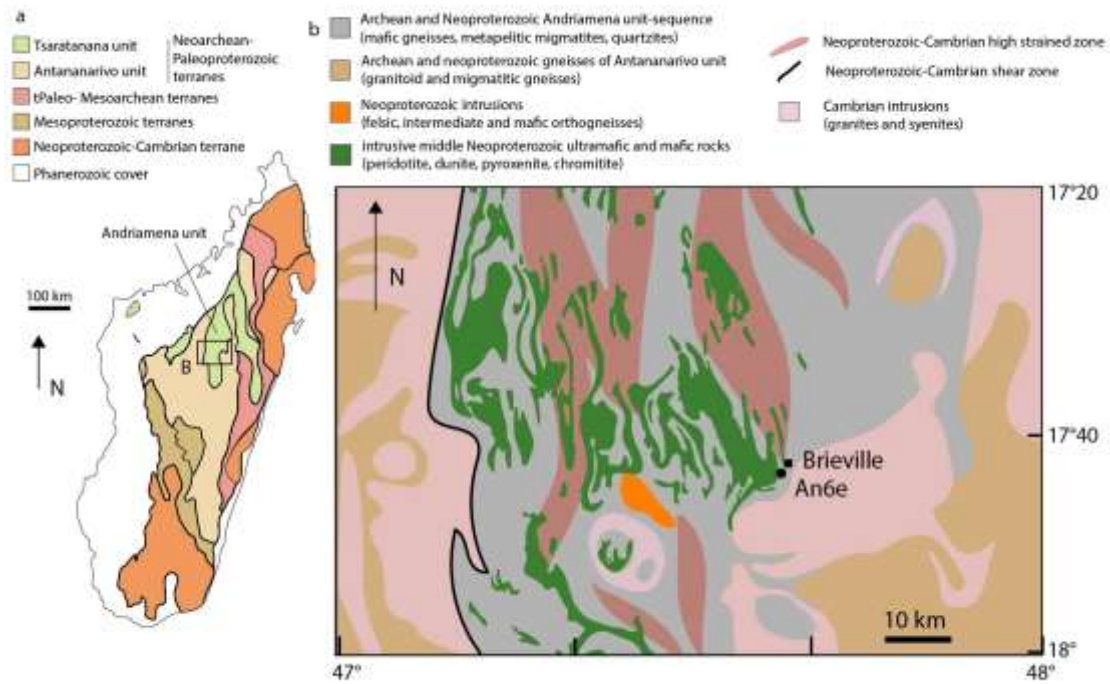 a
Tsaratanana unit
Antananarivo unit
Neoarchean-
Paleoproterozoic
terranes
tPaleo- Mesoarchean terranes
Mesoproterozoic terranes
Neoproterozoic-Cambrian terrane
Phanerozoic cover
Andriamena unit
100 km
N
B
b
Archean and Neoproterozoic Andriamena unit-sequence
(mafic gneisses, metapelitic migmatites, quartzites)
Archean and neoproterozoic gneisses of Antananarivo unit
(granitoid and migmatitic gneisses)
Neoproterozoic intrusions
(felsic, intermediate and mafic orthogneisses)
Intrusive middle Neoproterozoic ultramafic and mafic rocks
(peridotite, dunite, pyroxenite, chromitite)
Neoproterozoic-Cambrian high strained zone
Neoproterozoic-Cambrian shear zone
Cambrian intrusions
(granites and syenites)
N
17°20
17°40
Brieville
An6e
10 km
18°
47°
48°